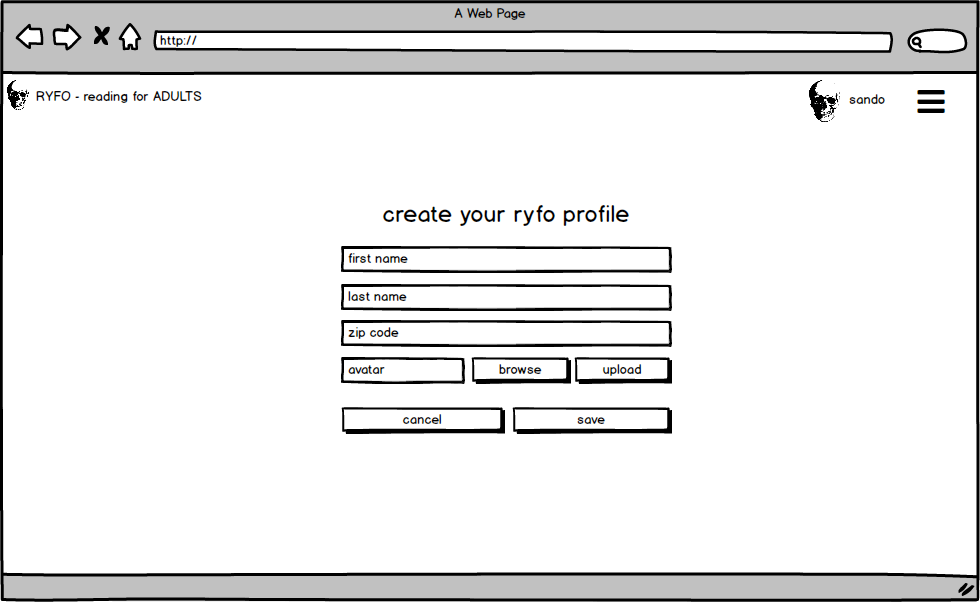 A Web Page
http://
RYFO - reading for ADULTS
sando
create your ryfo profile
first name
last name
zip code
avatar browse upload
cancel save